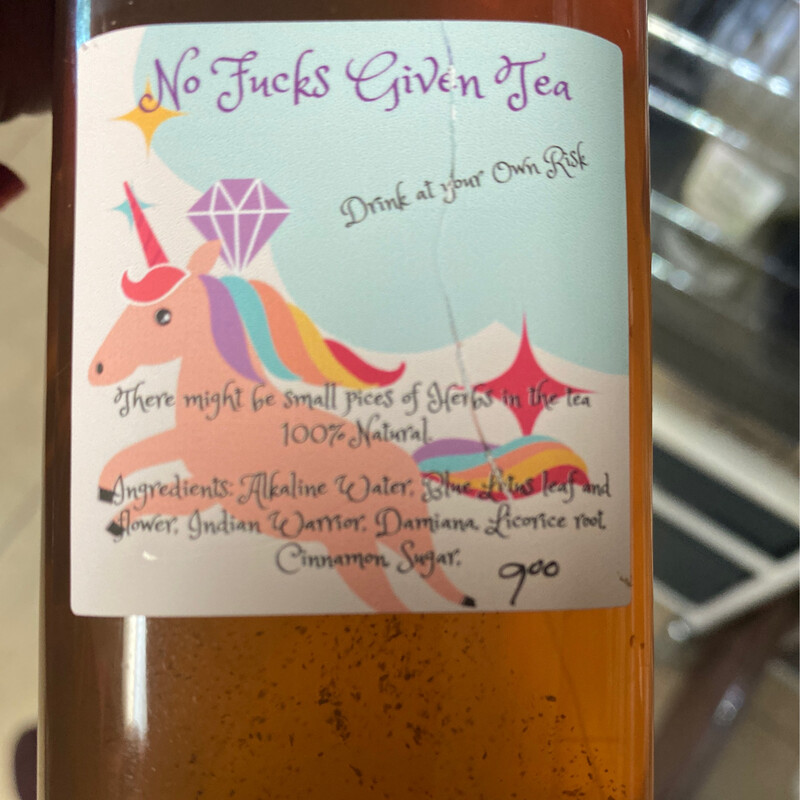 No Fucks Given Tea
Drink at your Own Risk
There might be small pices of Herbs in the tea
100% Natural.
Ingredients: Alkaline Water, Blue Lotus leaf and
flower, Indian Warrior, Damiana, Licorice root
Cinnamon Sugar.
900